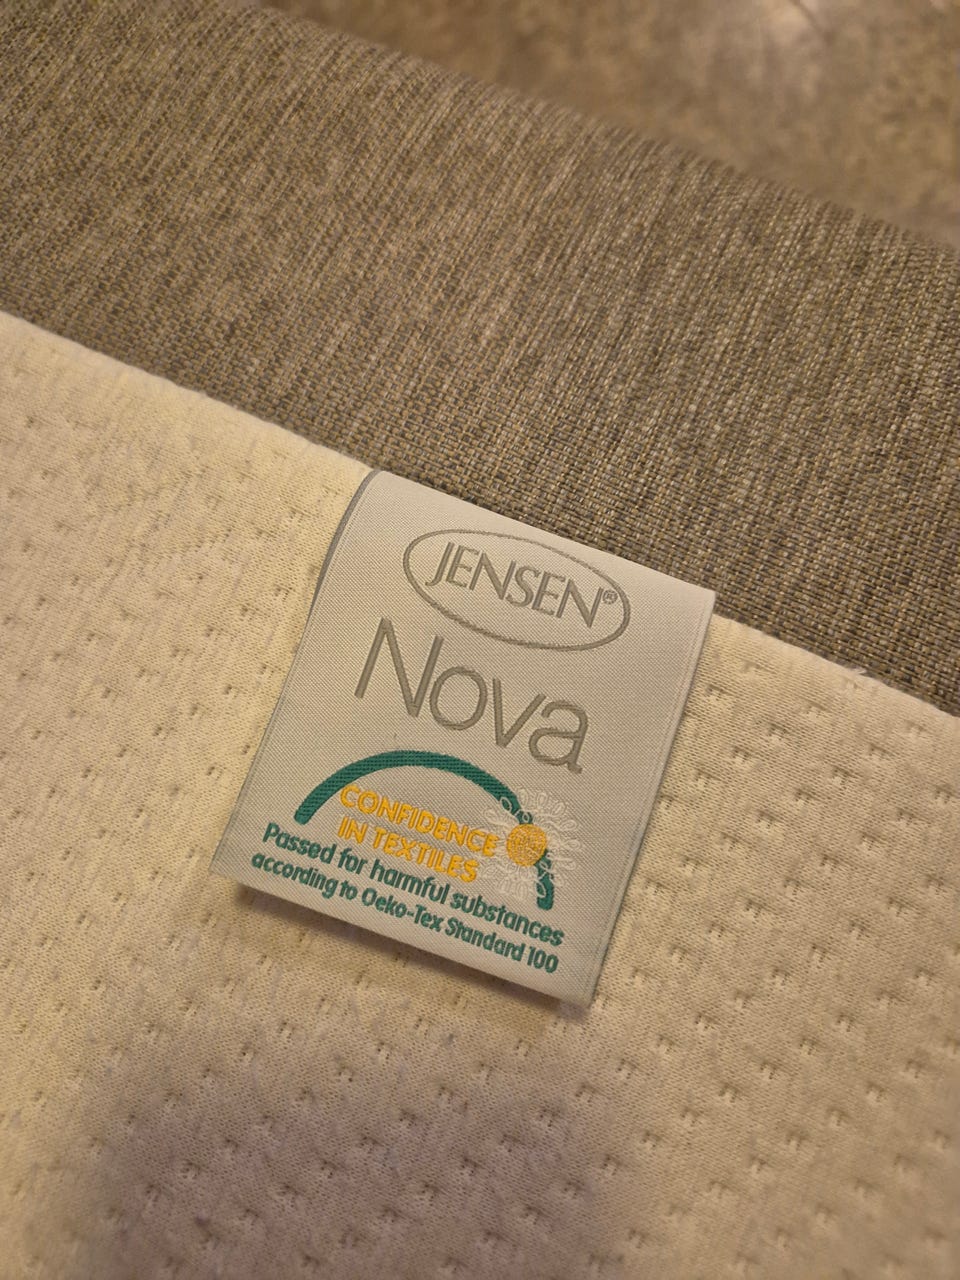 JENSEN®
Nova
CONFIDENCE
IN TEXTILES
Passed for harmful substances
according to Oeko-Tex Standard 100